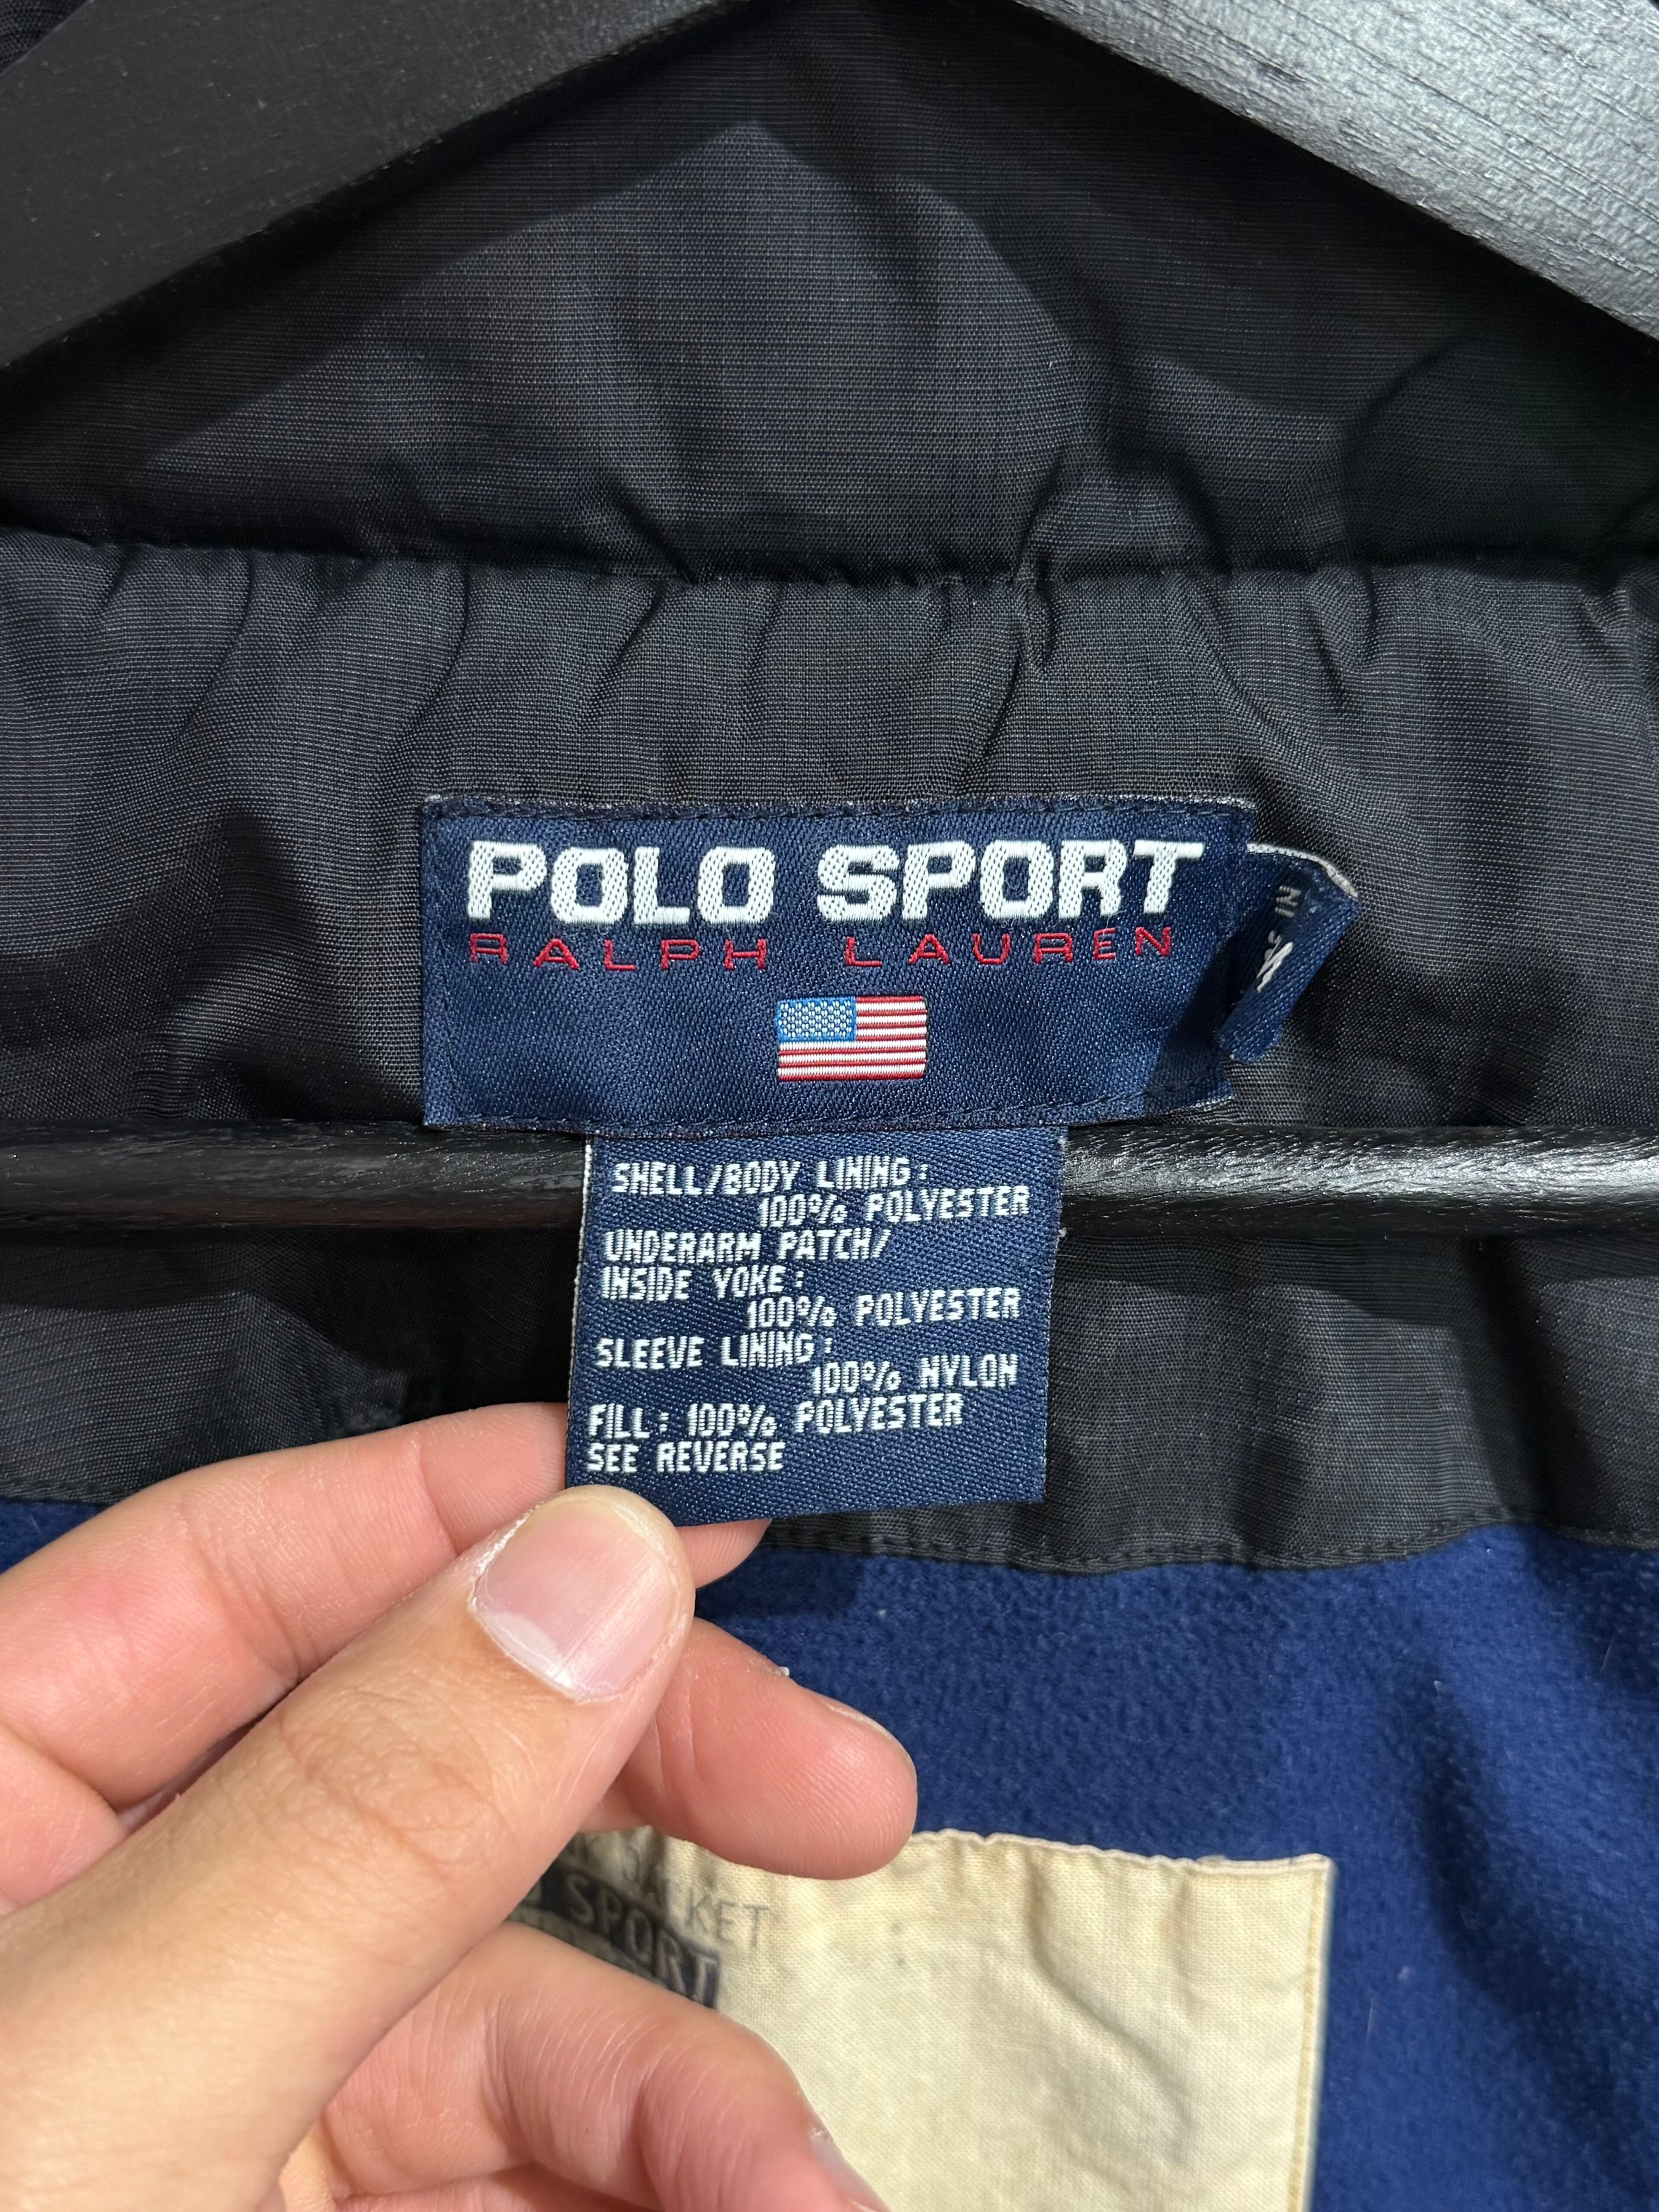 POLO SPORT
RALPH LAUREN
IN
SHELL/BODY LINING:
100% POLYESTER
UNDERARM PATCH/
INSIDE YOKE:
100% POLYESTER
SLEEVE LINING:
100% NYLON
FILL: 100% POLYESTER
SEE REVERSE
SPORT